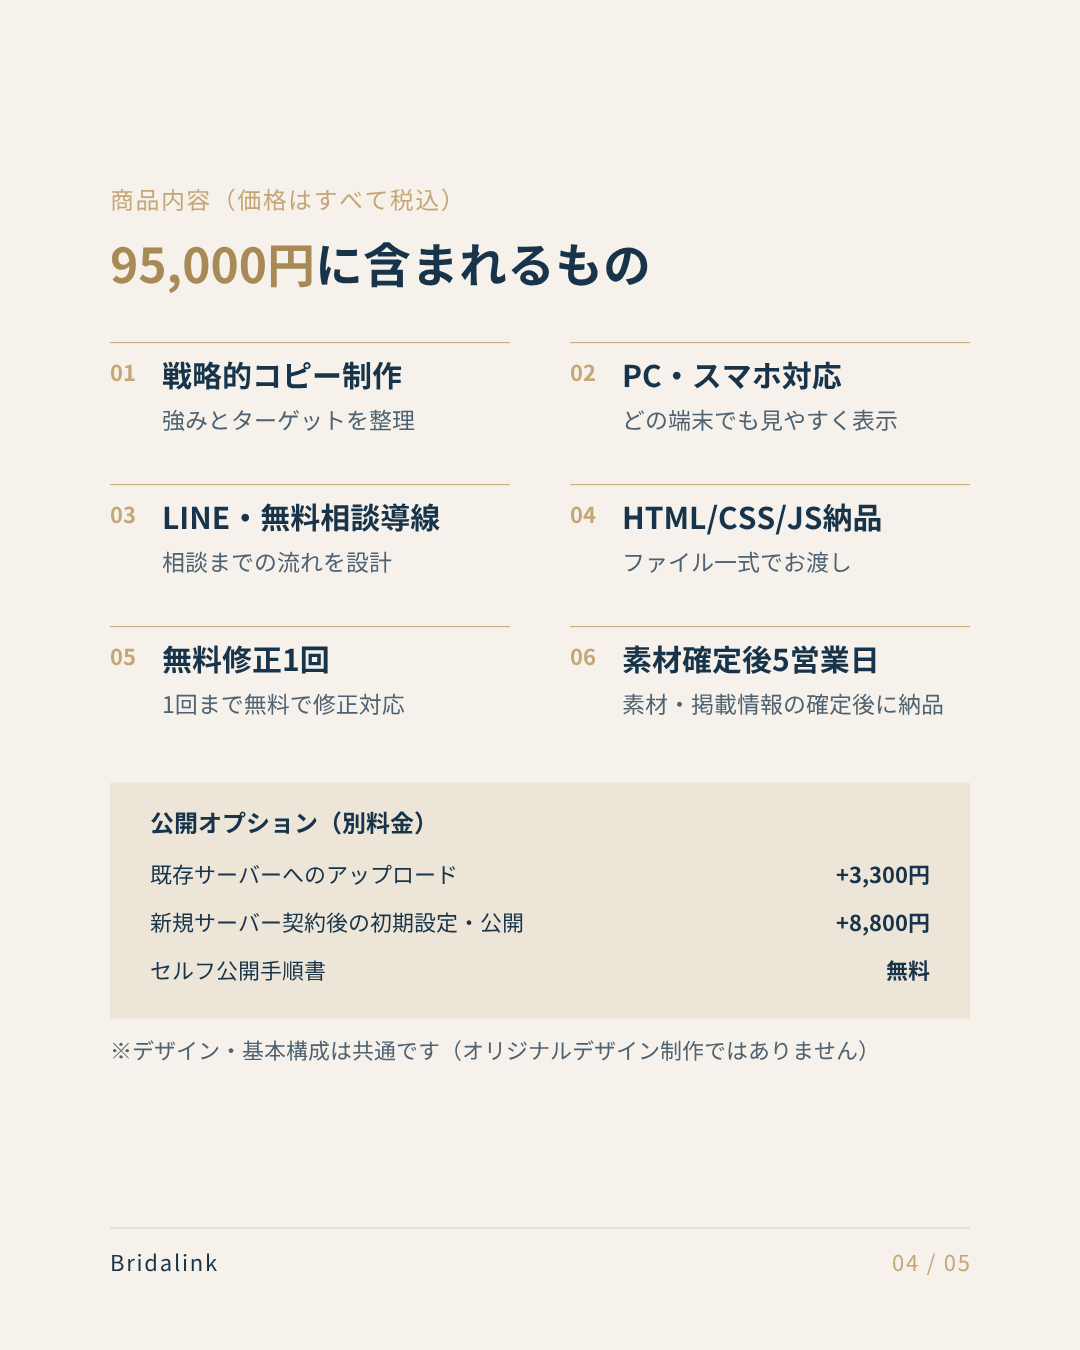 商品内容（価格はすべて税込）
95,000円に含まれるもの
01 戦略的コピー制作
強みとターゲットを整理
02 PC・スマホ対応
どの端末でも見やすく表示
03 LINE・無料相談導線
相談までの流れを設計
04 HTML/CSS/JS納品
ファイル一式でお渡し
05 無料修正1回
1回まで無料で修正対応
06 素材確定後5営業日
素材・掲載情報の確定後に納品
公開オプション（別料金）
既存サーバーへのアップロード +3,300円
新規サーバー契約後の初期設定・公開 +8,800円
セルフ公開手順書 無料
※デザイン・基本構成は共通です（オリジナルデザイン制作ではありません）
Bridalink 04 / 05